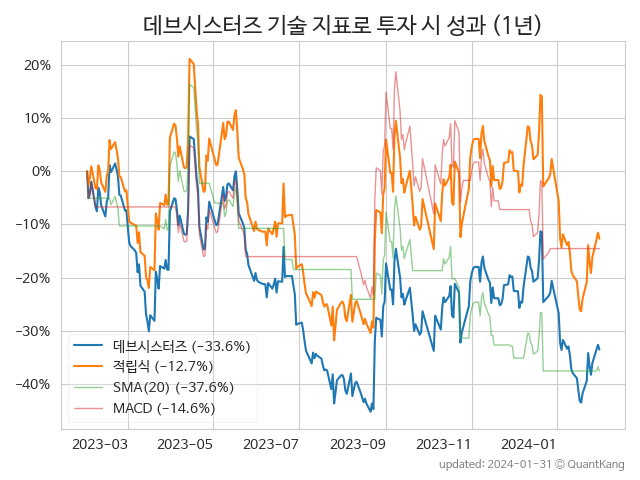 데브시스터즈 기술 지표로 투자 시 성과 (1년)
20%
10%
0%
−10%
−20%
−30%
−40%
데브시스터즈 (−33.6%)
적립식 (−12.7%)
SMA(20) (−37.6%)
MACD (−14.6%)
2023-03
2023-05
2023-07
2023-09
2023-11
2024-01
updated: 2024-01-31 © QuantKang